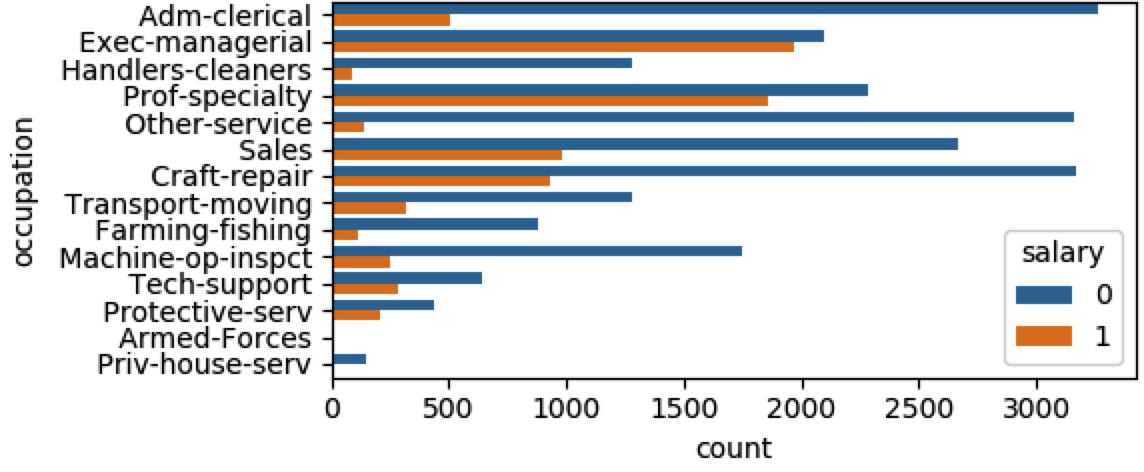 Adm-clerical
Exec-managerial
Handlers-cleaners
Prof-specialty
Other-service
Sales
Craft-repair
Transport-moving
Farming-fishing
Machine-op-inspct
Tech-support
Protective-serv
Armed-Forces
Priv-house-serv
occupation
0 500 1000 1500 2000 2500 3000
count
salary
0
1